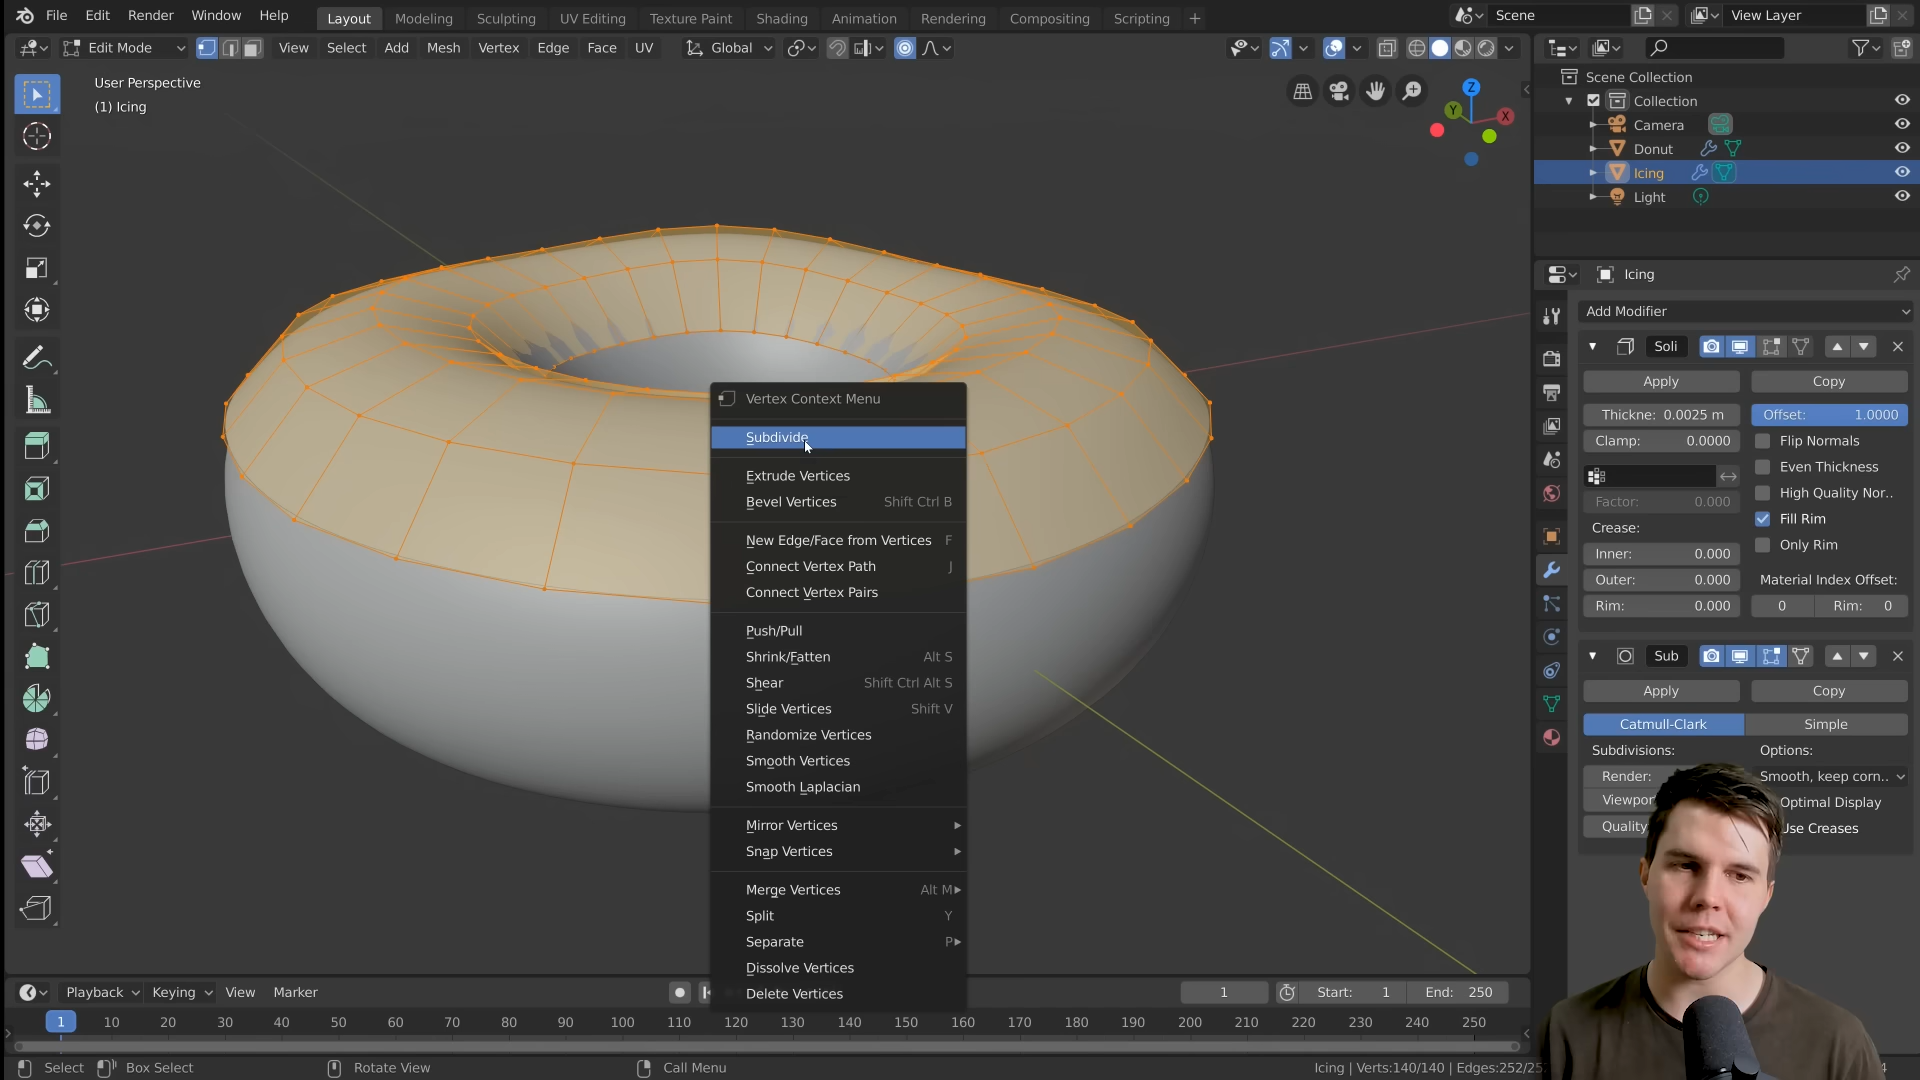 File Edit Render Window Help Layout Modeling Sculpting UV Editing Texture Paint Shading Animation Rendering Compositing Scripting + Scene View Layer
Edit Mode View Select Add Mesh Vertex Edge Face UV Global
User Perspective
(1) Icing
Z
Y
X
Scene Collection
Collection
Camera
Donut
Icing
Light
Icing
Add Modifier
Soli
Apply Copy
Thickne: 0.0025 m Offset: 1.0000
Clamp: 0.0000 Flip Normals
Even Thickness
Factor: 0.000 High Quality Nor..
Crease: Fill Rim
Inner: 0.000 Only Rim
Outer: 0.000 Material Index Offset:
Rim: 0.000 0 Rim: 0
Sub
Apply Copy
Catmull-Clark Simple
Subdivisions: Options:
Render: Smooth, keep corn..
Viewpor Optimal Display
Quality Use Creases
Vertex Context Menu
Subdivide
Extrude Vertices
Bevel Vertices Shift Ctrl B
New Edge/Face from Vertices F
Connect Vertex Path J
Connect Vertex Pairs
Push/Pull
Shrink/Fatten Alt S
Shear Shift Ctrl Alt S
Slide Vertices Shift V
Randomize Vertices
Smooth Vertices
Smooth Laplacian
Mirror Vertices
Snap Vertices
Merge Vertices Alt M
Split Y
Separate P
Dissolve Vertices
Delete Vertices
Playback Keying View Marker 1 Start: 1 End: 250
1 10 20 30 40 50 60 70 80 90 100 110 120 130 140 150 160 170 180 190 200 210 220 230 240 250
Select Box Select Rotate View Call Menu Icing | Verts:140/140 | Edges:252/25